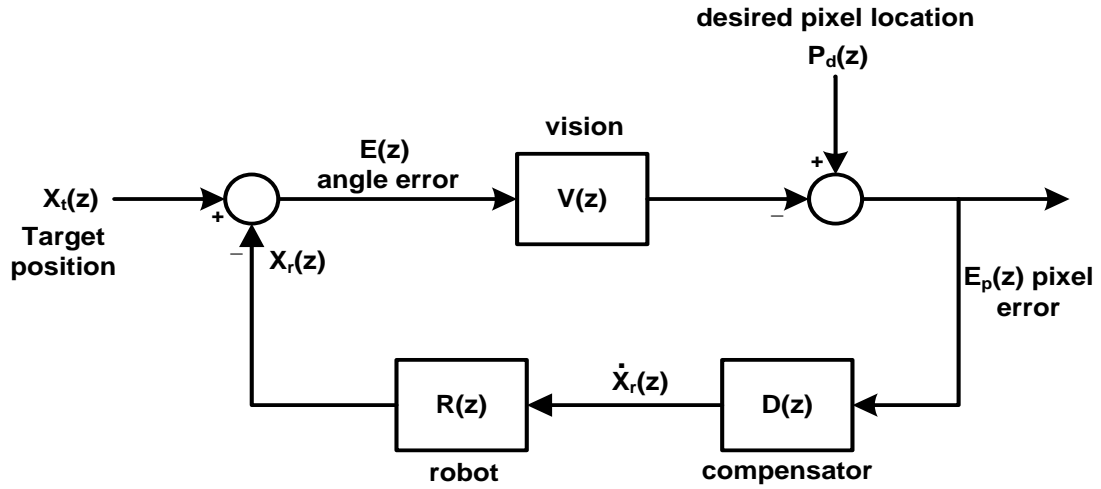 desired pixel location
P_d(z)
vision
E(z)
angle error
+
V(z)
X_t(z)
+
−
Target
position
−
X_r(z)
E_p(z) pixel
error
R(z)
Ẋ_r(z)
D(z)
robot
compensator